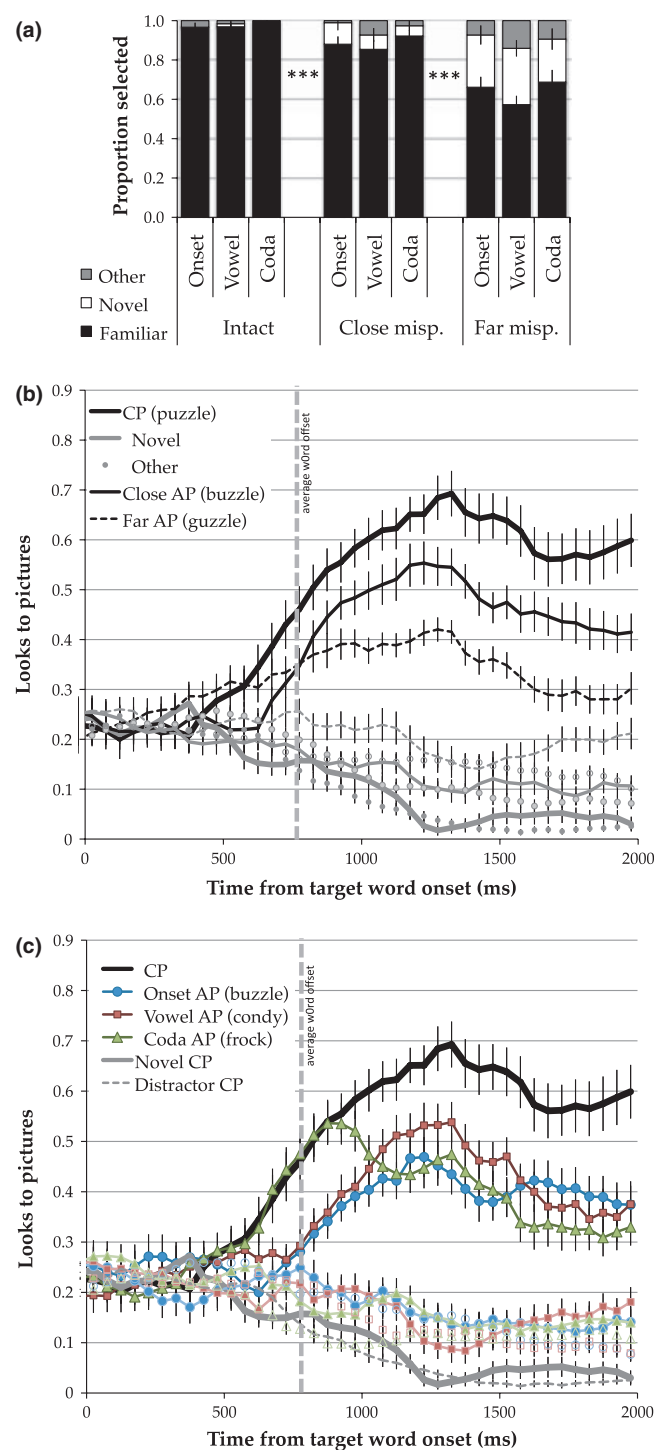 (a)
Proportion selected
1.0
0.8
0.6
0.4
0.2
0.0
***
***
Onset
Vowel
Coda
Onset
Vowel
Coda
Onset
Vowel
Coda
Other
Novel
Familiar
Intact
Close misp.
Far misp.
(b)
Looks to pictures
0.9
0.8
0.7
0.6
0.5
0.4
0.3
0.2
0.1
0
CP (puzzle)
Novel
Other
Close AP (buzzle)
Far AP (guzzle)
average w0rd offset
0
500
1000
1500
2000
Time from target word onset (ms)
(c)
Looks to pictures
0.9
0.8
0.7
0.6
0.5
0.4
0.3
0.2
0.1
0
CP
Onset AP (buzzle)
Vowel AP (condy)
Coda AP (frock)
Novel CP
Distractor CP
average w0rd offset
0
500
1000
1500
2000
Time from target word onset (ms)